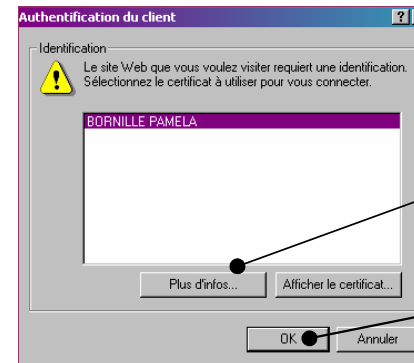 Authentification du client
Identification
Le site Web que vous voulez visiter requiert une identification.
Sélectionnez le certificat à utiliser pour vous connecter.
BORNILLE PAMELA
Plus d'infos... Afficher le certificat...
OK Annuler